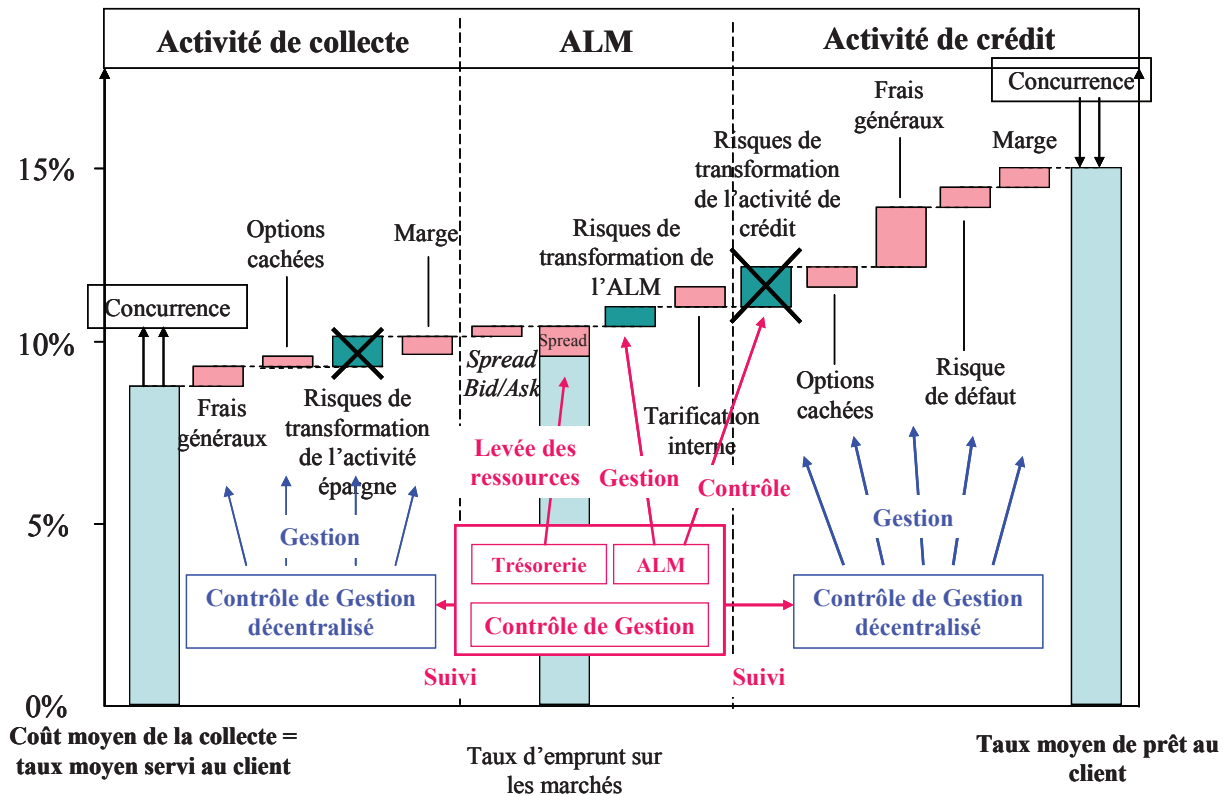 Activité de collecte
ALM
Activité de crédit
Concurrence
Frais
généraux
Marge
Risques de
transformation
de l'activité de
crédit
15%
Options
cachées
Marge
Risques de
transformation de
l'ALM
Concurrence
10%
Spread
Spread
Bid/Ask
Frais
généraux
Risques de
transformation
de l'activité
épargne
Tarification
interne
Options
cachées
Risque
de défaut
Levée des
ressources
Gestion
Contrôle
5%
Gestion
Gestion
Trésorerie
ALM
Contrôle de Gestion
décentralisé
Contrôle de Gestion
Contrôle de Gestion
décentralisé
Suivi
Suivi
0%
Coût moyen de la collecte =
taux moyen servi au client
Taux d'emprunt sur
les marchés
Taux moyen de prêt au
client